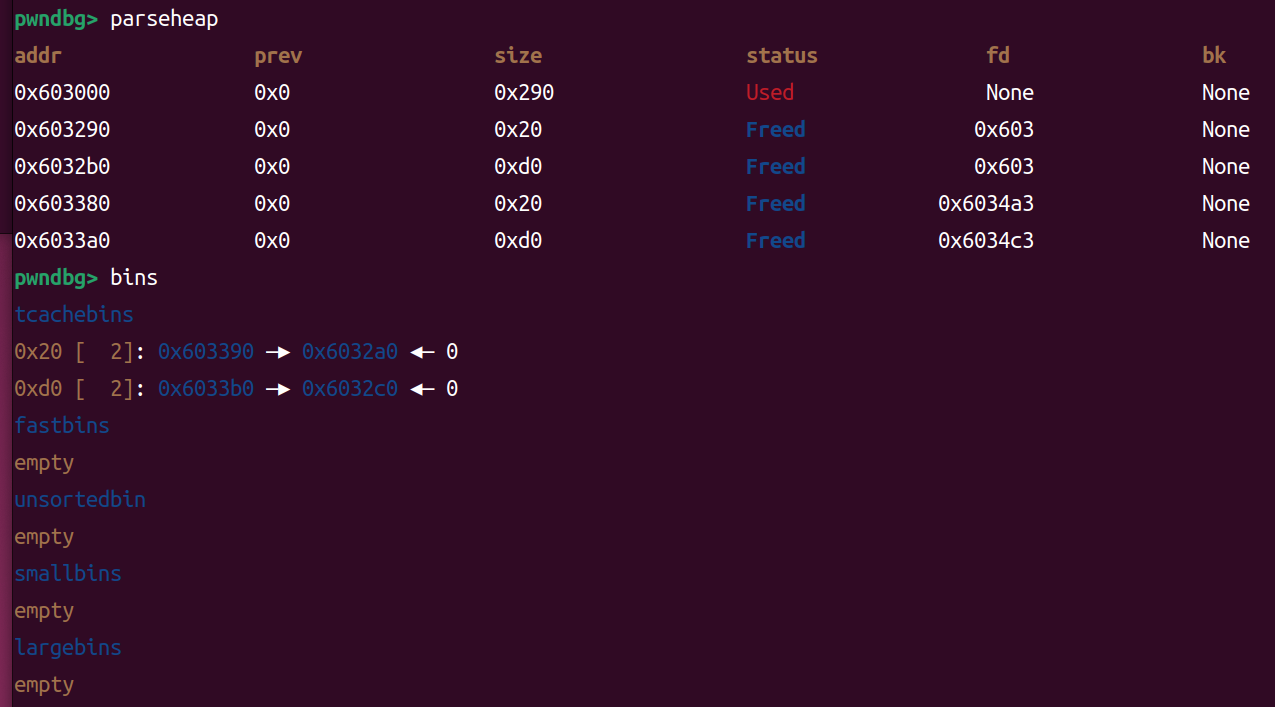 pwndbg> parseheap
addr prev size status fd bk
0x603000 0x0 0x290 Used None None
0x603290 0x0 0x20 Freed 0x603 None
0x6032b0 0x0 0xd0 Freed 0x603 None
0x603380 0x0 0x20 Freed 0x6034a3 None
0x6033a0 0x0 0xd0 Freed 0x6034c3 None
pwndbg> bins
tcachebins
0x20 [  2]: 0x603390 —▸ 0x6032a0 ◂— 0
0xd0 [  2]: 0x6033b0 —▸ 0x6032c0 ◂— 0
fastbins
empty
unsortedbin
empty
smallbins
empty
largebins
empty